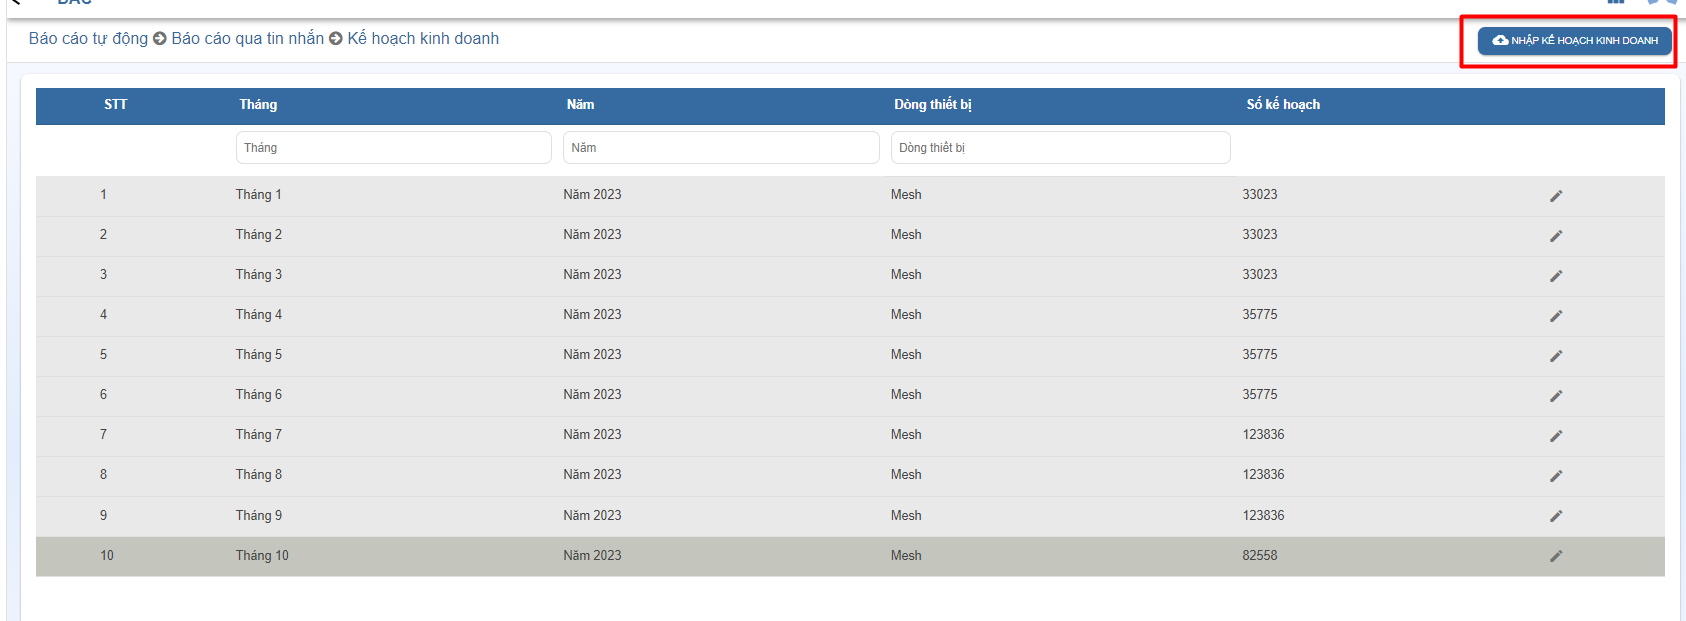 BAC
Báo cáo tự động Báo cáo qua tin nhắn Kế hoạch kinh doanh
NHẬP KẾ HOẠCH KINH DOANH
STT Tháng Năm Dòng thiết bị Số kế hoạch
Tháng Năm Dòng thiết bị
1 Tháng 1 Năm 2023 Mesh 33023
2 Tháng 2 Năm 2023 Mesh 33023
3 Tháng 3 Năm 2023 Mesh 33023
4 Tháng 4 Năm 2023 Mesh 35775
5 Tháng 5 Năm 2023 Mesh 35775
6 Tháng 6 Năm 2023 Mesh 35775
7 Tháng 7 Năm 2023 Mesh 123836
8 Tháng 8 Năm 2023 Mesh 123836
9 Tháng 9 Năm 2023 Mesh 123836
10 Tháng 10 Năm 2023 Mesh 82558